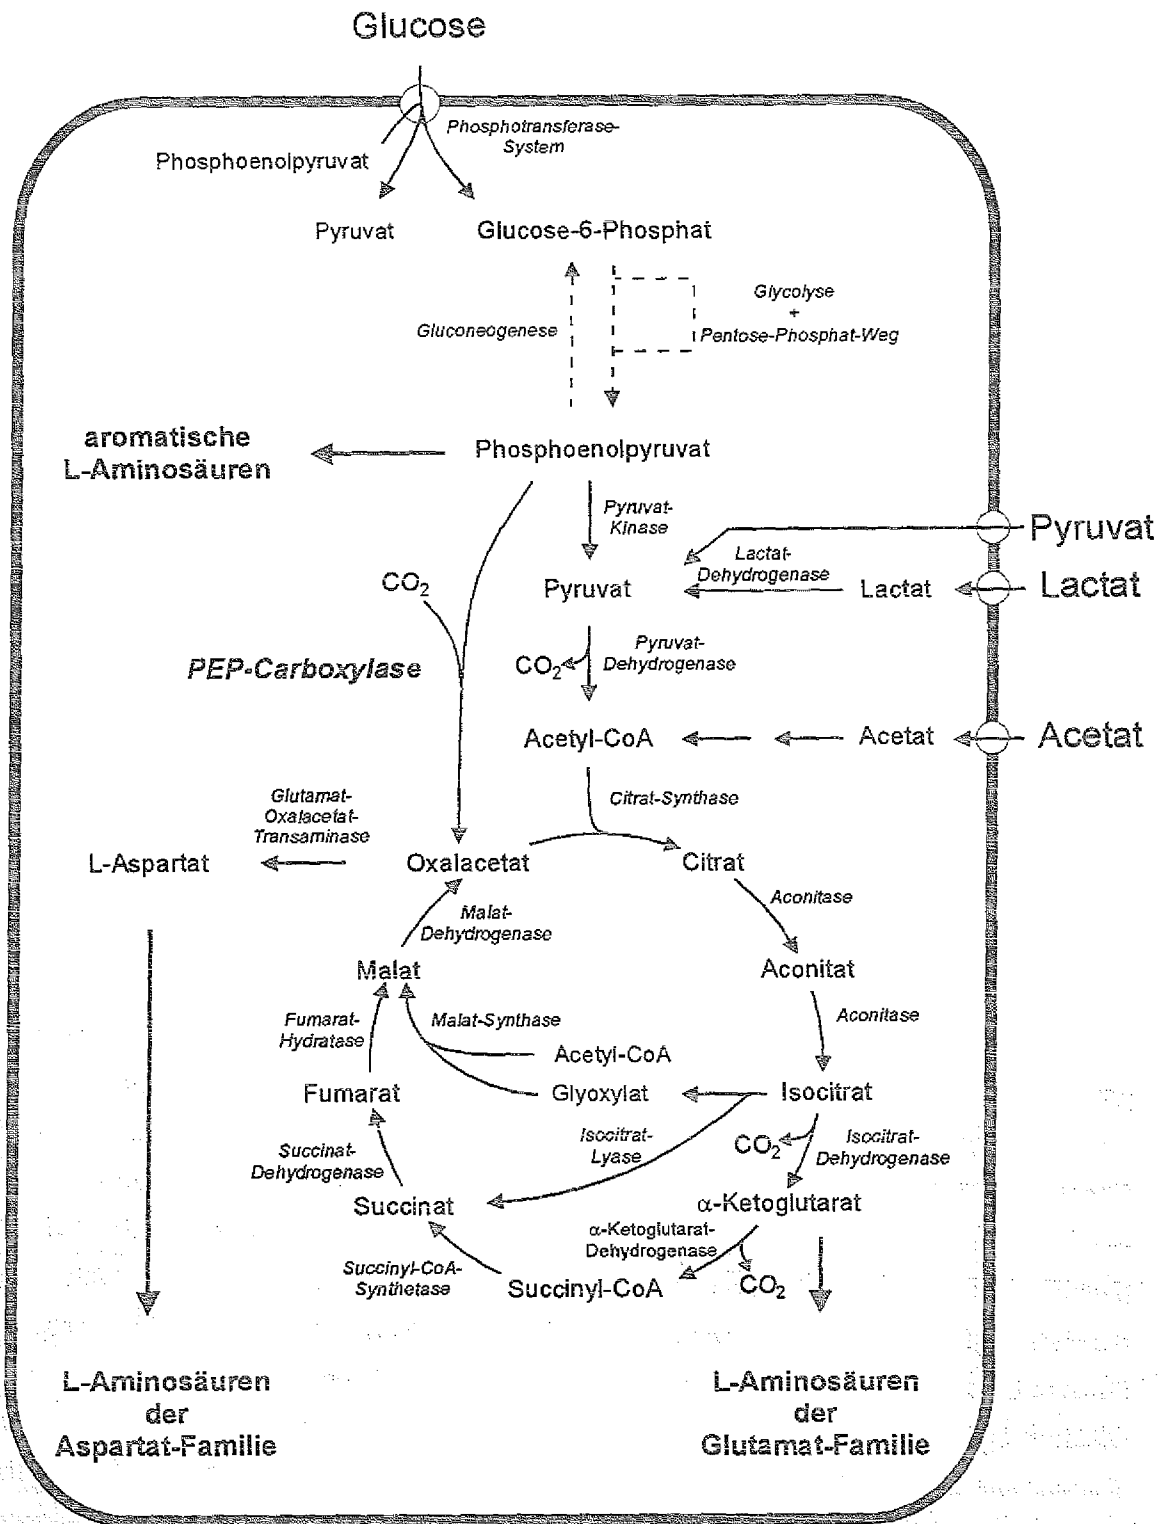 Glucose
Phosphotransferase-
System
Phosphoenolpyruvat
Pyruvat
Glucose-6-Phosphat
Gluconeogenese
Glycolyse
+
Pentose-Phosphat-Weg
aromatische
L-Aminosäuren
Phosphoenolpyruvat
Pyruvat-
Kinase
Pyruvat
CO2
Pyruvat
Lactat-
Dehydrogenase
Lactat
Lactat
PEP-Carboxylase
CO2
Pyruvat-
Dehydrogenase
Acetyl-CoA
Acetat
Acetat
Glutamat-
Oxalacetat-
Transaminase
Citrat-Synthase
L-Aspartat
Oxalacetat
Citrat
Malat-
Dehydrogenase
Aconitase
Malat
Aconitat
Fumarat-
Hydratase
Malat-Synthase
Aconitase
Acetyl-CoA
Fumarat
Glyoxylat
Isocitrat
Succinat-
Dehydrogenase
Isocitrat-
Lyase
CO2
Isocitrat-
Dehydrogenase
Succinat
α-Ketoglutarat
α-Ketoglutarat-
Dehydrogenase
Succinyl-CoA-
Synthetase
Succinyl-CoA
CO2
L-Aminosäuren
der
Aspartat-Familie
L-Aminosäuren
der
Glutamat-Familie